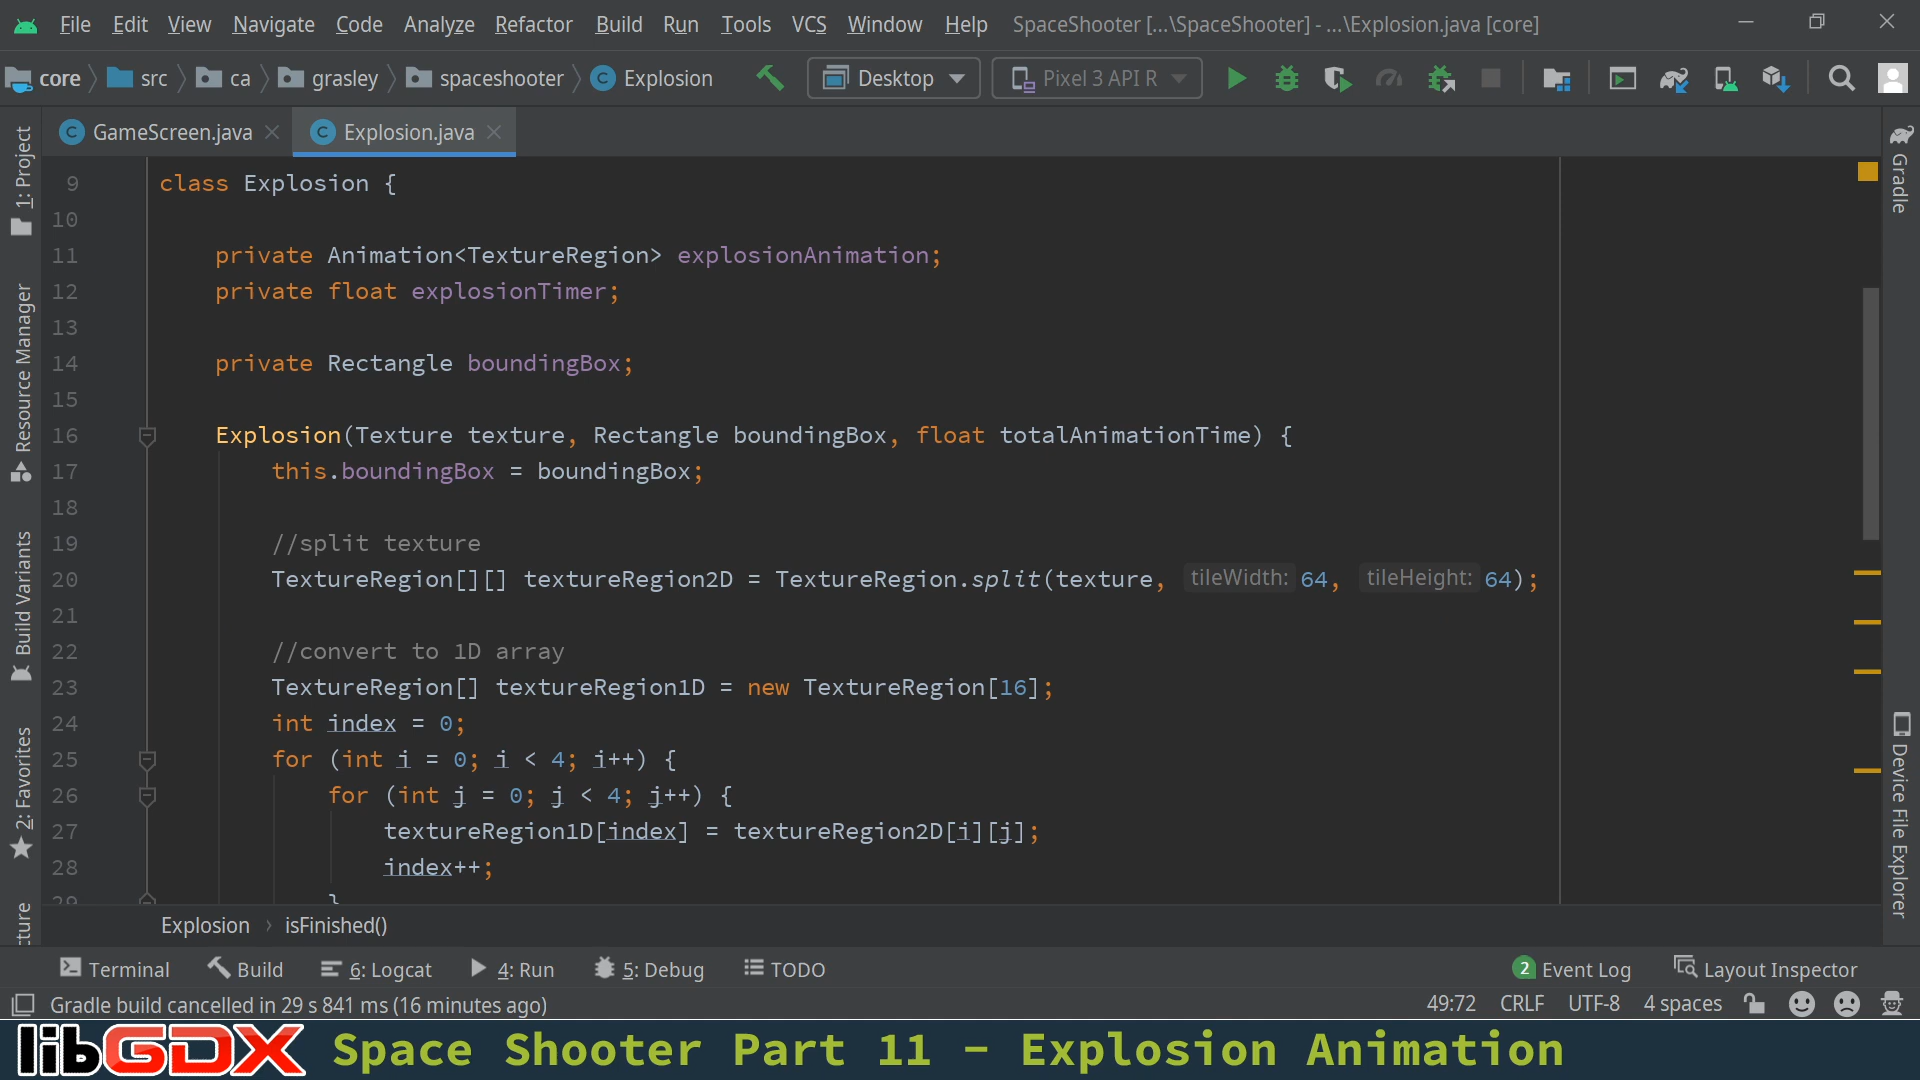 File Edit View Navigate Code Analyze Refactor Build Run Tools VCS Window Help SpaceShooter [...\SpaceShooter] - ...\Explosion.java [core]
core src ca grasley spaceshooter Explosion Desktop Pixel 3 API R
GameScreen.java Explosion.java
1: Project
Resource Manager
Build Variants
2: Favorites
cture
Gradle
Device File Explorer
9 class Explosion {
10
11 private Animation<TextureRegion> explosionAnimation;
12 private float explosionTimer;
13
14 private Rectangle boundingBox;
15
16 Explosion(Texture texture, Rectangle boundingBox, float totalAnimationTime) {
17 this.boundingBox = boundingBox;
18
19 //split texture
20 TextureRegion[][] textureRegion2D = TextureRegion.split(texture, tileWidth: 64, tileHeight: 64);
21
22 //convert to 1D array
23 TextureRegion[] textureRegion1D = new TextureRegion[16];
24 int index = 0;
25 for (int i = 0; i < 4; i++) {
26 for (int j = 0; j < 4; j++) {
27 textureRegion1D[index] = textureRegion2D[i][j];
28 index++;
29 }
Explosion › isFinished()
Terminal Build 6: Logcat 4: Run 5: Debug TODO 2 Event Log Layout Inspector
Gradle build cancelled in 29 s 841 ms (16 minutes ago) 49:72 CRLF UTF-8 4 spaces
libGDX Space Shooter Part 11 - Explosion Animation